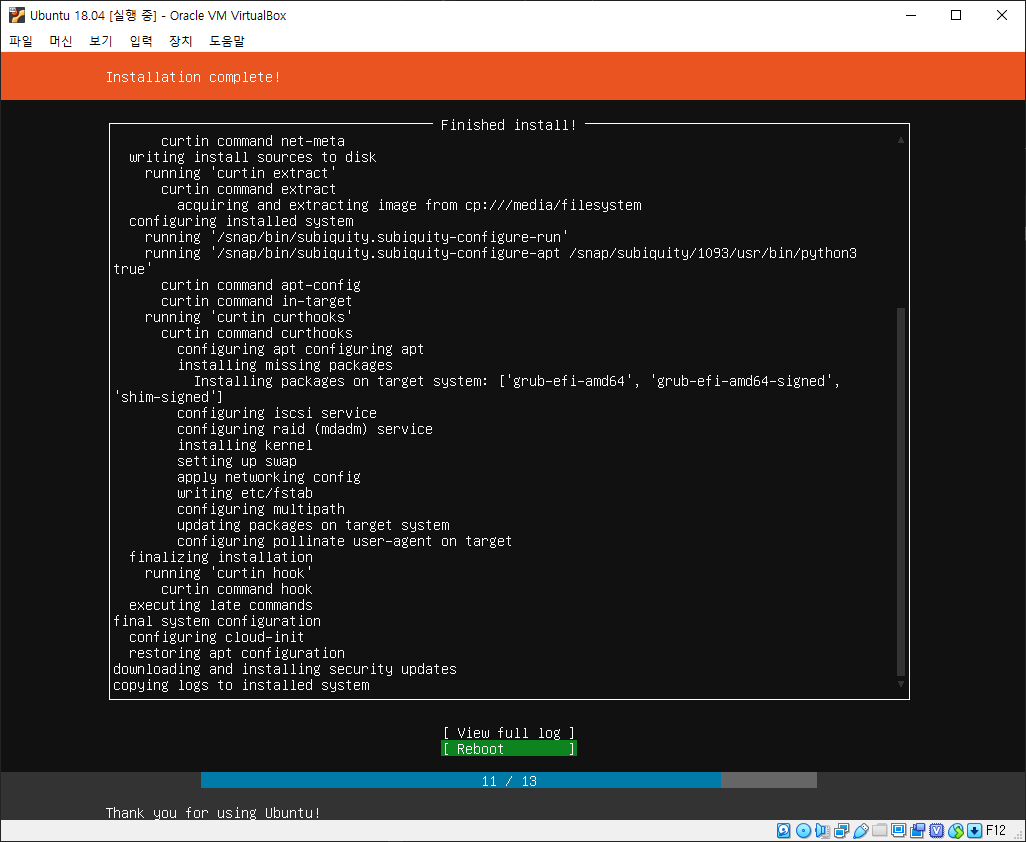 Ubuntu 18.04 [실행 중] - Oracle VM VirtualBox
파일 머신 보기 입력 장치 도움말
Installation complete!
Finished install!
curtin command net-meta
writing install sources to disk
running 'curtin extract'
curtin command extract
acquiring and extracting image from cp:///media/filesystem
configuring installed system
running '/snap/bin/subiquity.subiquity-configure-run'
running '/snap/bin/subiquity.subiquity-configure-apt /snap/subiquity/1093/usr/bin/python3
true'
curtin command apt-config
curtin command in-target
running 'curtin curthooks'
curtin command curthooks
configuring apt configuring apt
installing missing packages
Installing packages on target system: ['grub-efi-amd64', 'grub-efi-amd64-signed',
'shim-signed']
configuring iscsi service
configuring raid (mdadm) service
installing kernel
setting up swap
apply networking config
writing etc/fstab
configuring multipath
updating packages on target system
configuring pollinate user-agent on target
finalizing installation
running 'curtin hook'
curtin command hook
executing late commands
final system configuration
configuring cloud-init
restoring apt configuration
downloading and installing security updates
copying logs to installed system
[ View full log ]
[ Reboot ]
11 / 13
Thank you for using Ubuntu!
F12